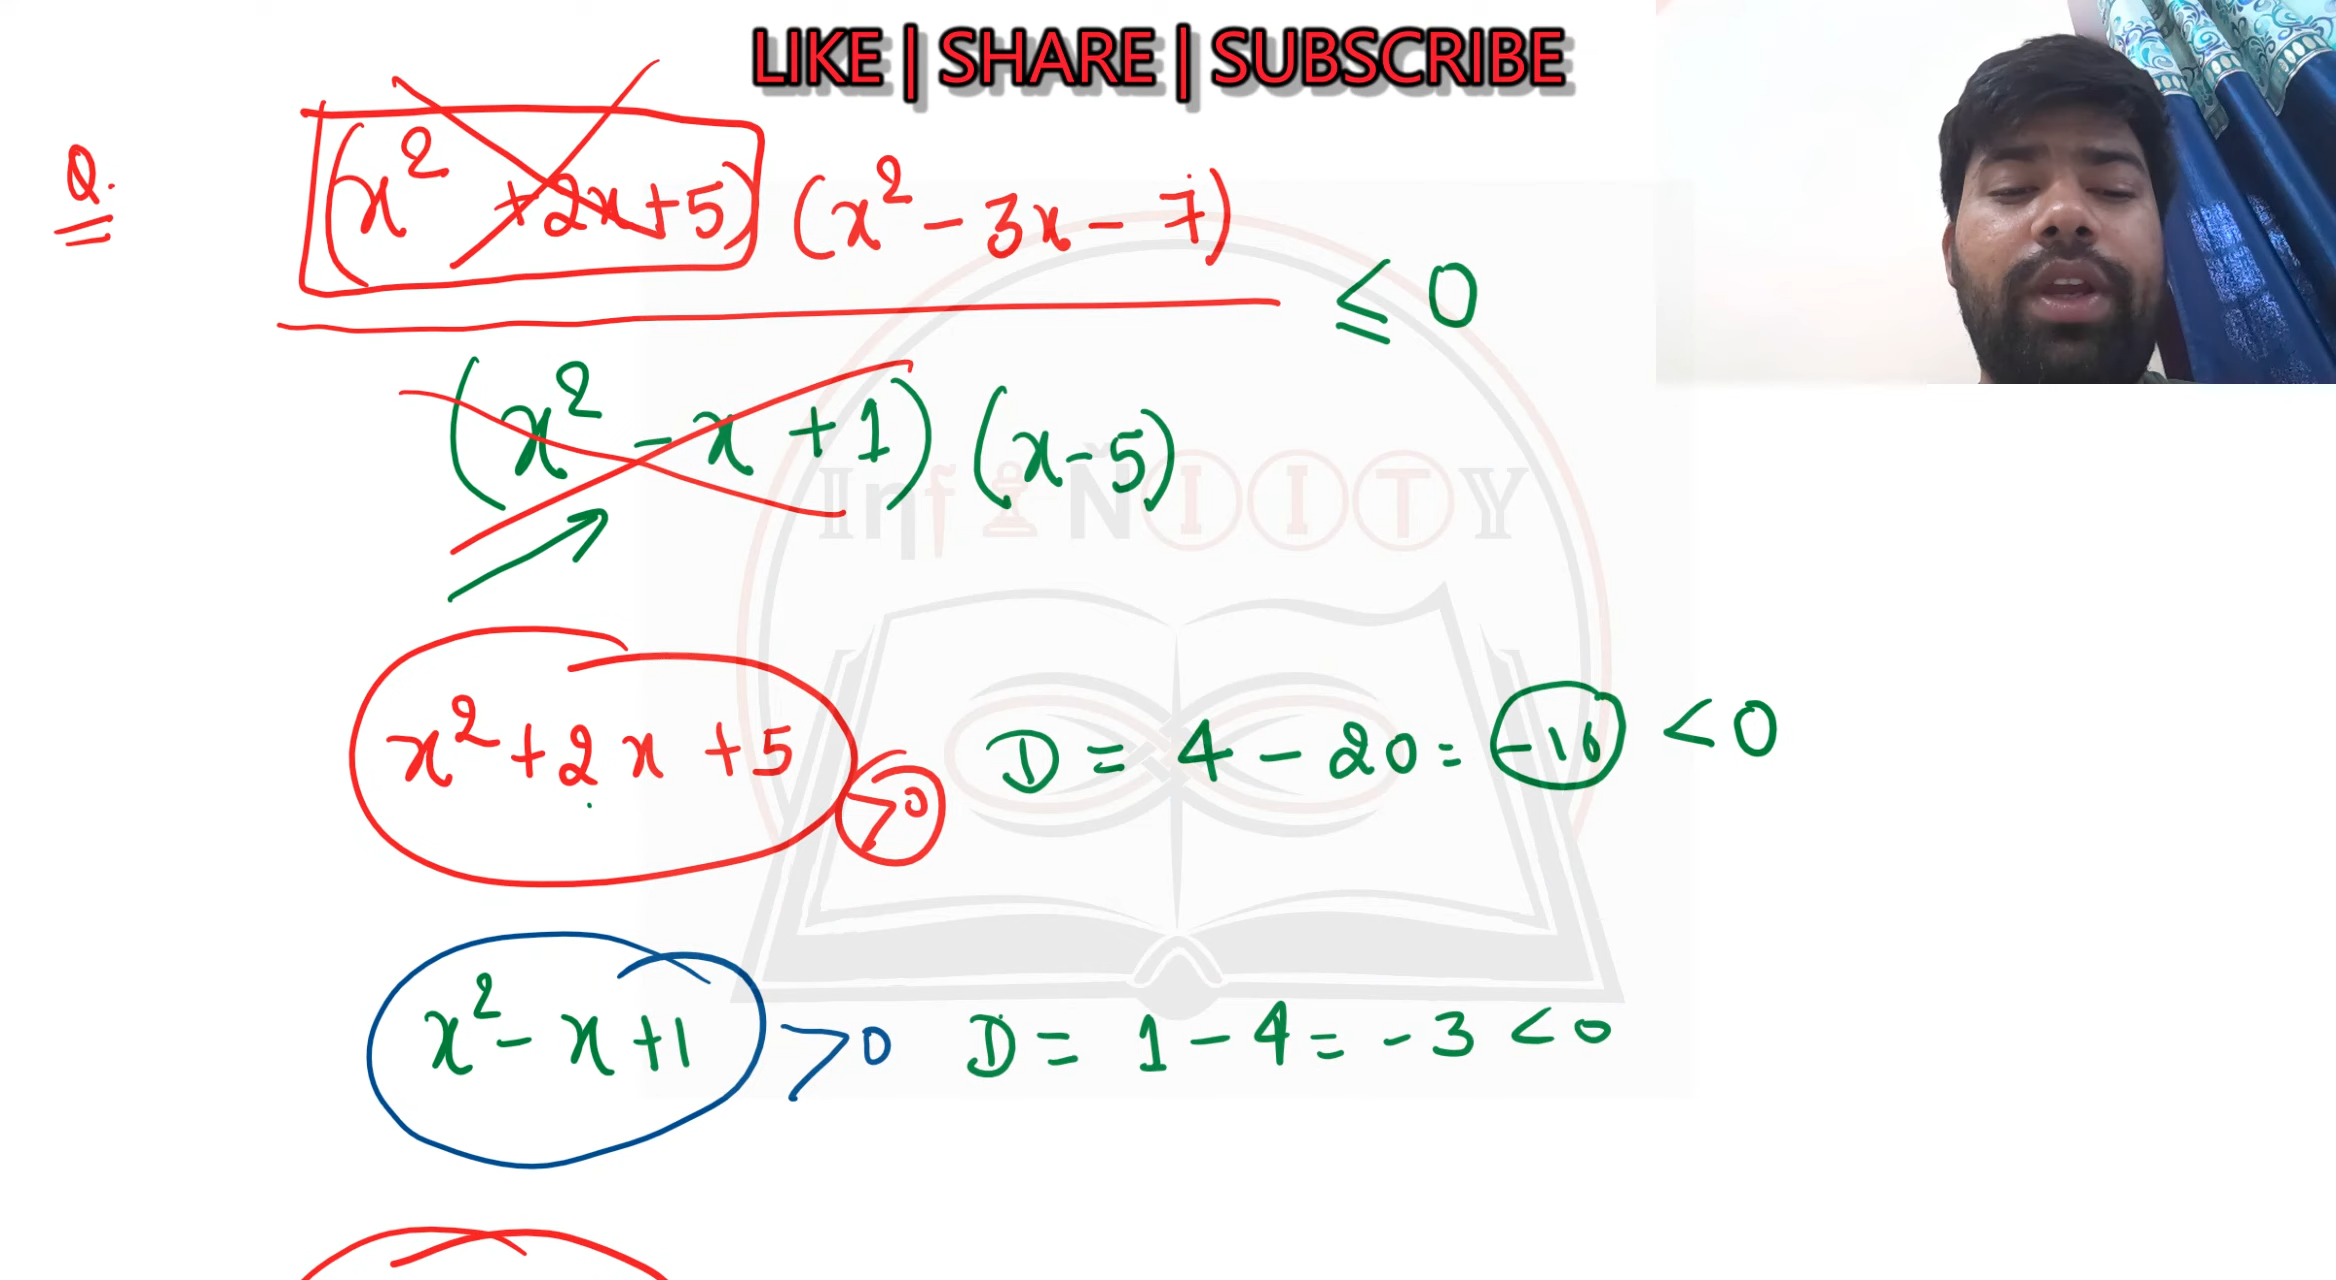 LIKE | SHARE | SUBSCRIBE
Q. (x² + 2x + 5) (x² - 3x - 7)
≤ 0
(x² - x + 1) (x - 5)
InfiNIITY
x² + 2x + 5 > 0 D = 4 - 20 = -16 < 0
x² - x + 1 > 0 D = 1 - 4 = -3 < 0